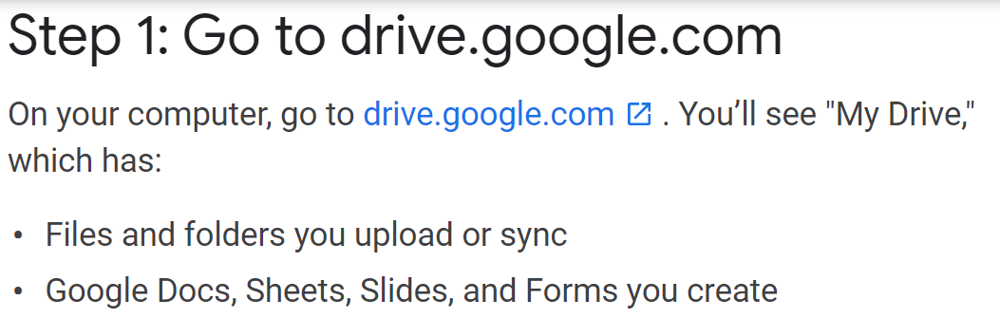 Step 1: Go to drive.google.com
On your computer, go to drive.google.com . You’ll see "My Drive,"
which has:
• Files and folders you upload or sync
• Google Docs, Sheets, Slides, and Forms you create